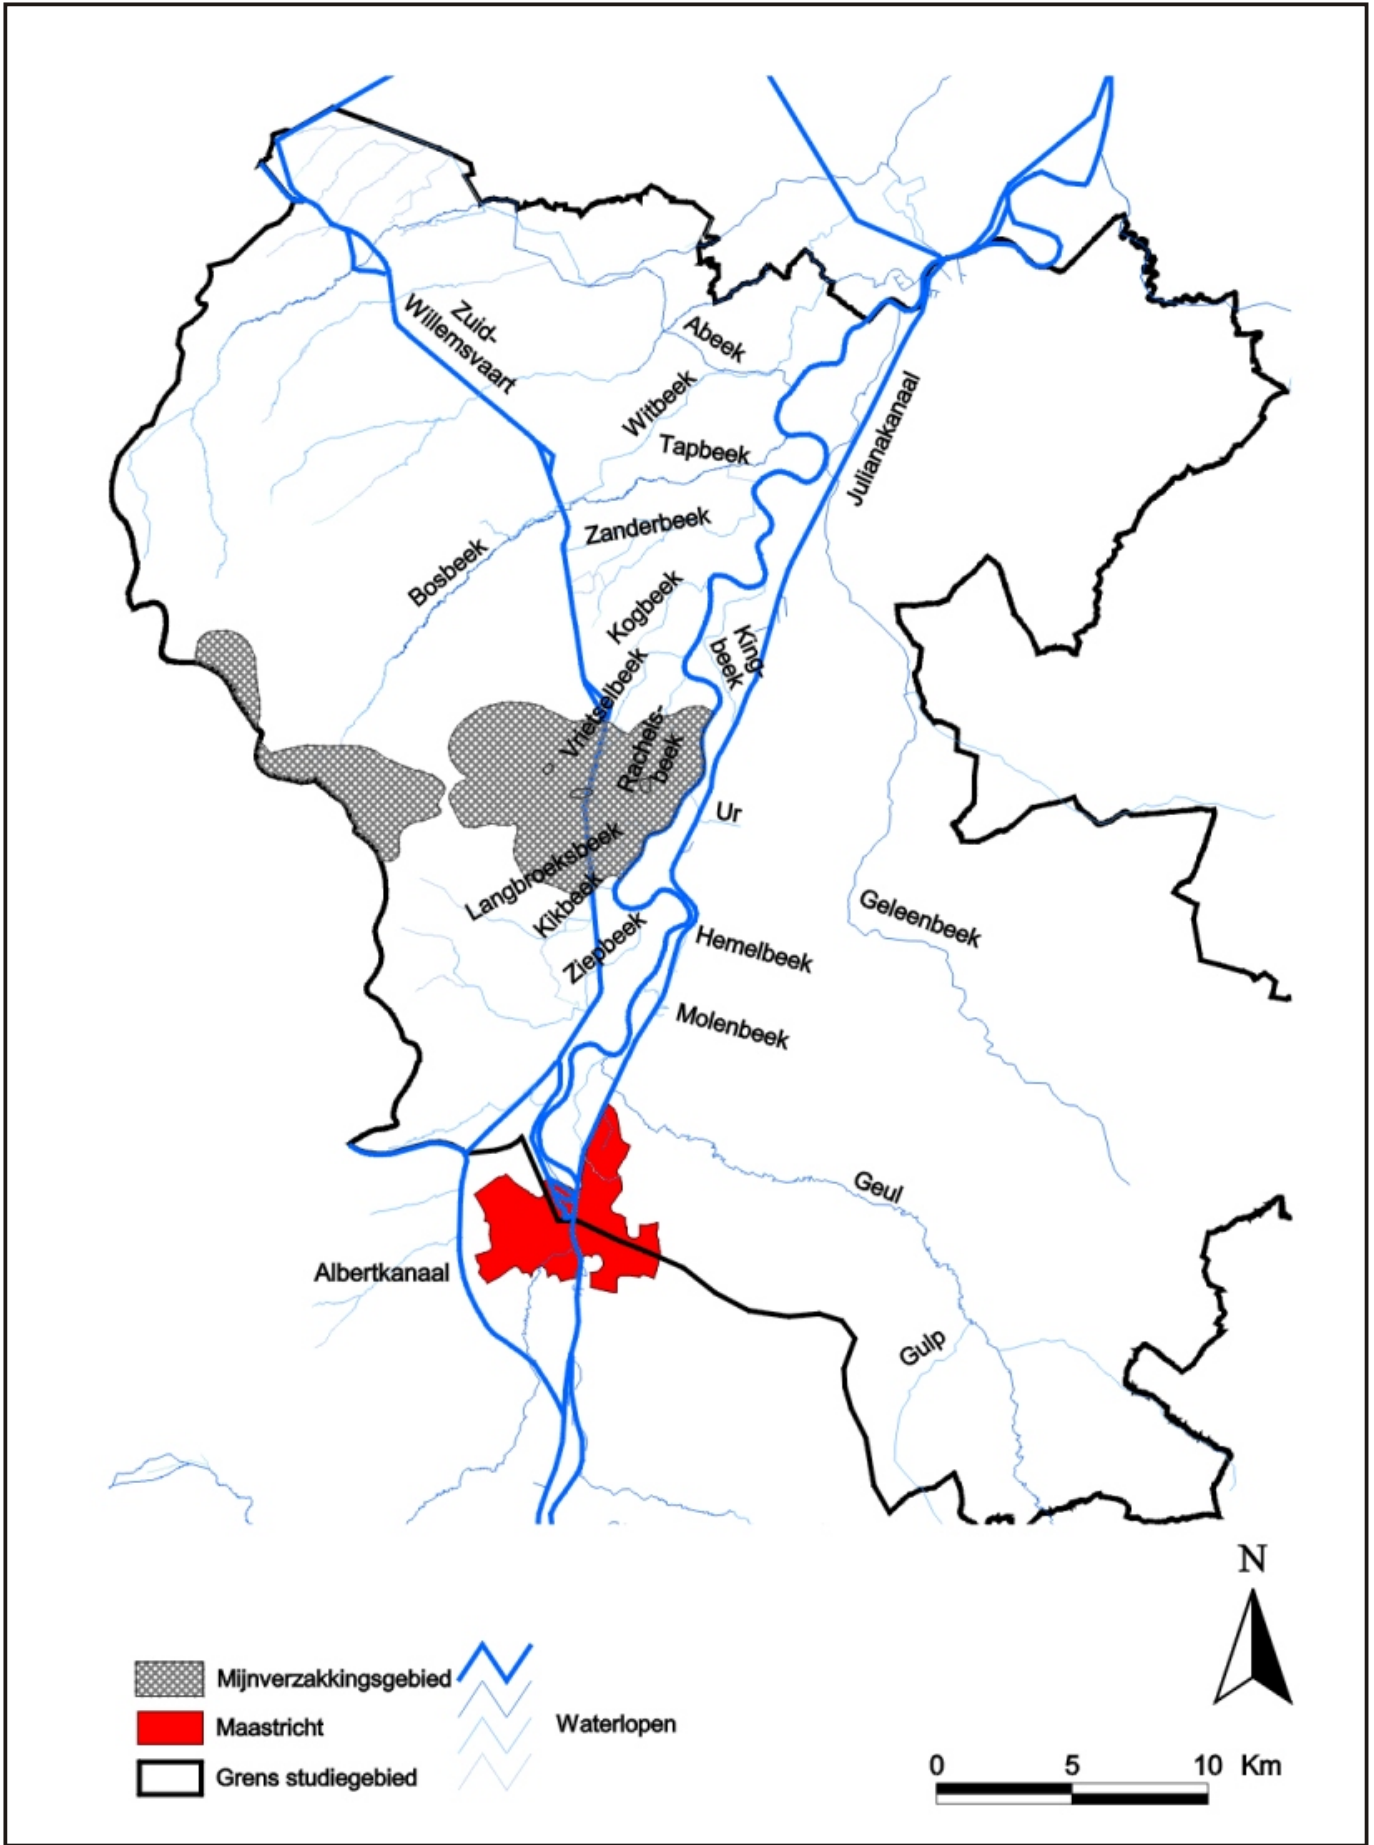 Zuid-
Willemsvaart
Abeek
Witbeek
Tapbeek
Julianakanaal
Zanderbeek
Bosbeek
Kogbeek
King-
beek
Vrietselbeek
Rachels-
beek
Ur
Langbroeksbeek
Kikbeek
Ziepbeek
Geleenbeek
Hemelbeek
Molenbeek
Geul
Albertkanaal
Gulp
N
Mijnverzakkingsgebied
Maastricht
Waterlopen
Grens studiegebied
0 5 10 Km